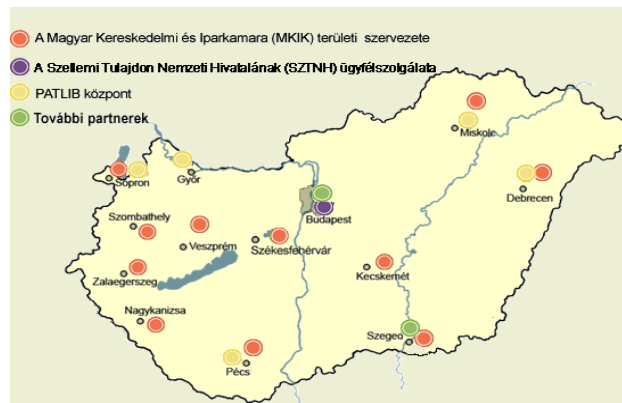 A Magyar Kereskedelmi és Iparkamara (MKIK) területi szervezete
A Szellemi Tulajdon Nemzeti Hivatalának (SZTNH) ügyfélszolgálata
PATLIB központ
További partnerek
Miskolc
Sopron
Győr
Debrecen
Szombathely
Budapest
Veszprém
Székesfehérvár
Zalaegerszeg
Kecskemét
Nagykanizsa
Szeged
Pécs